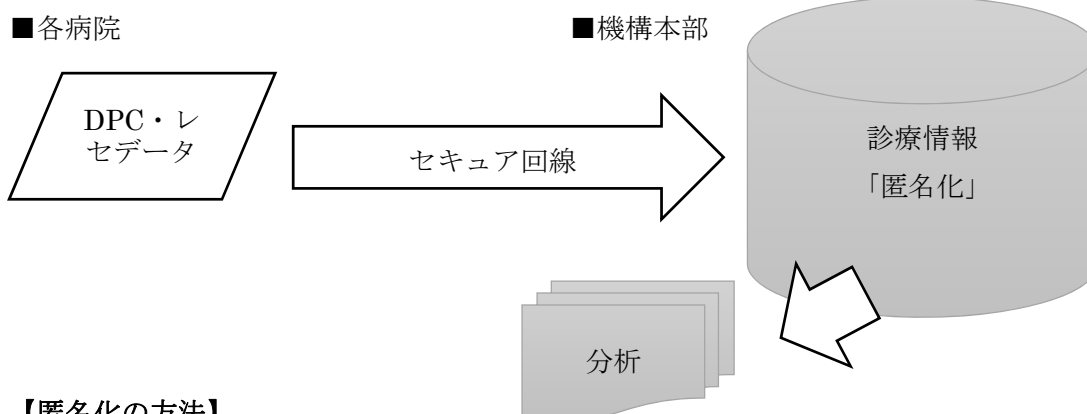 ■各病院
■機構本部
DPC・レ
セデータ
セキュア回線
診療情報
「匿名化」
分析
【匿名化の方法】